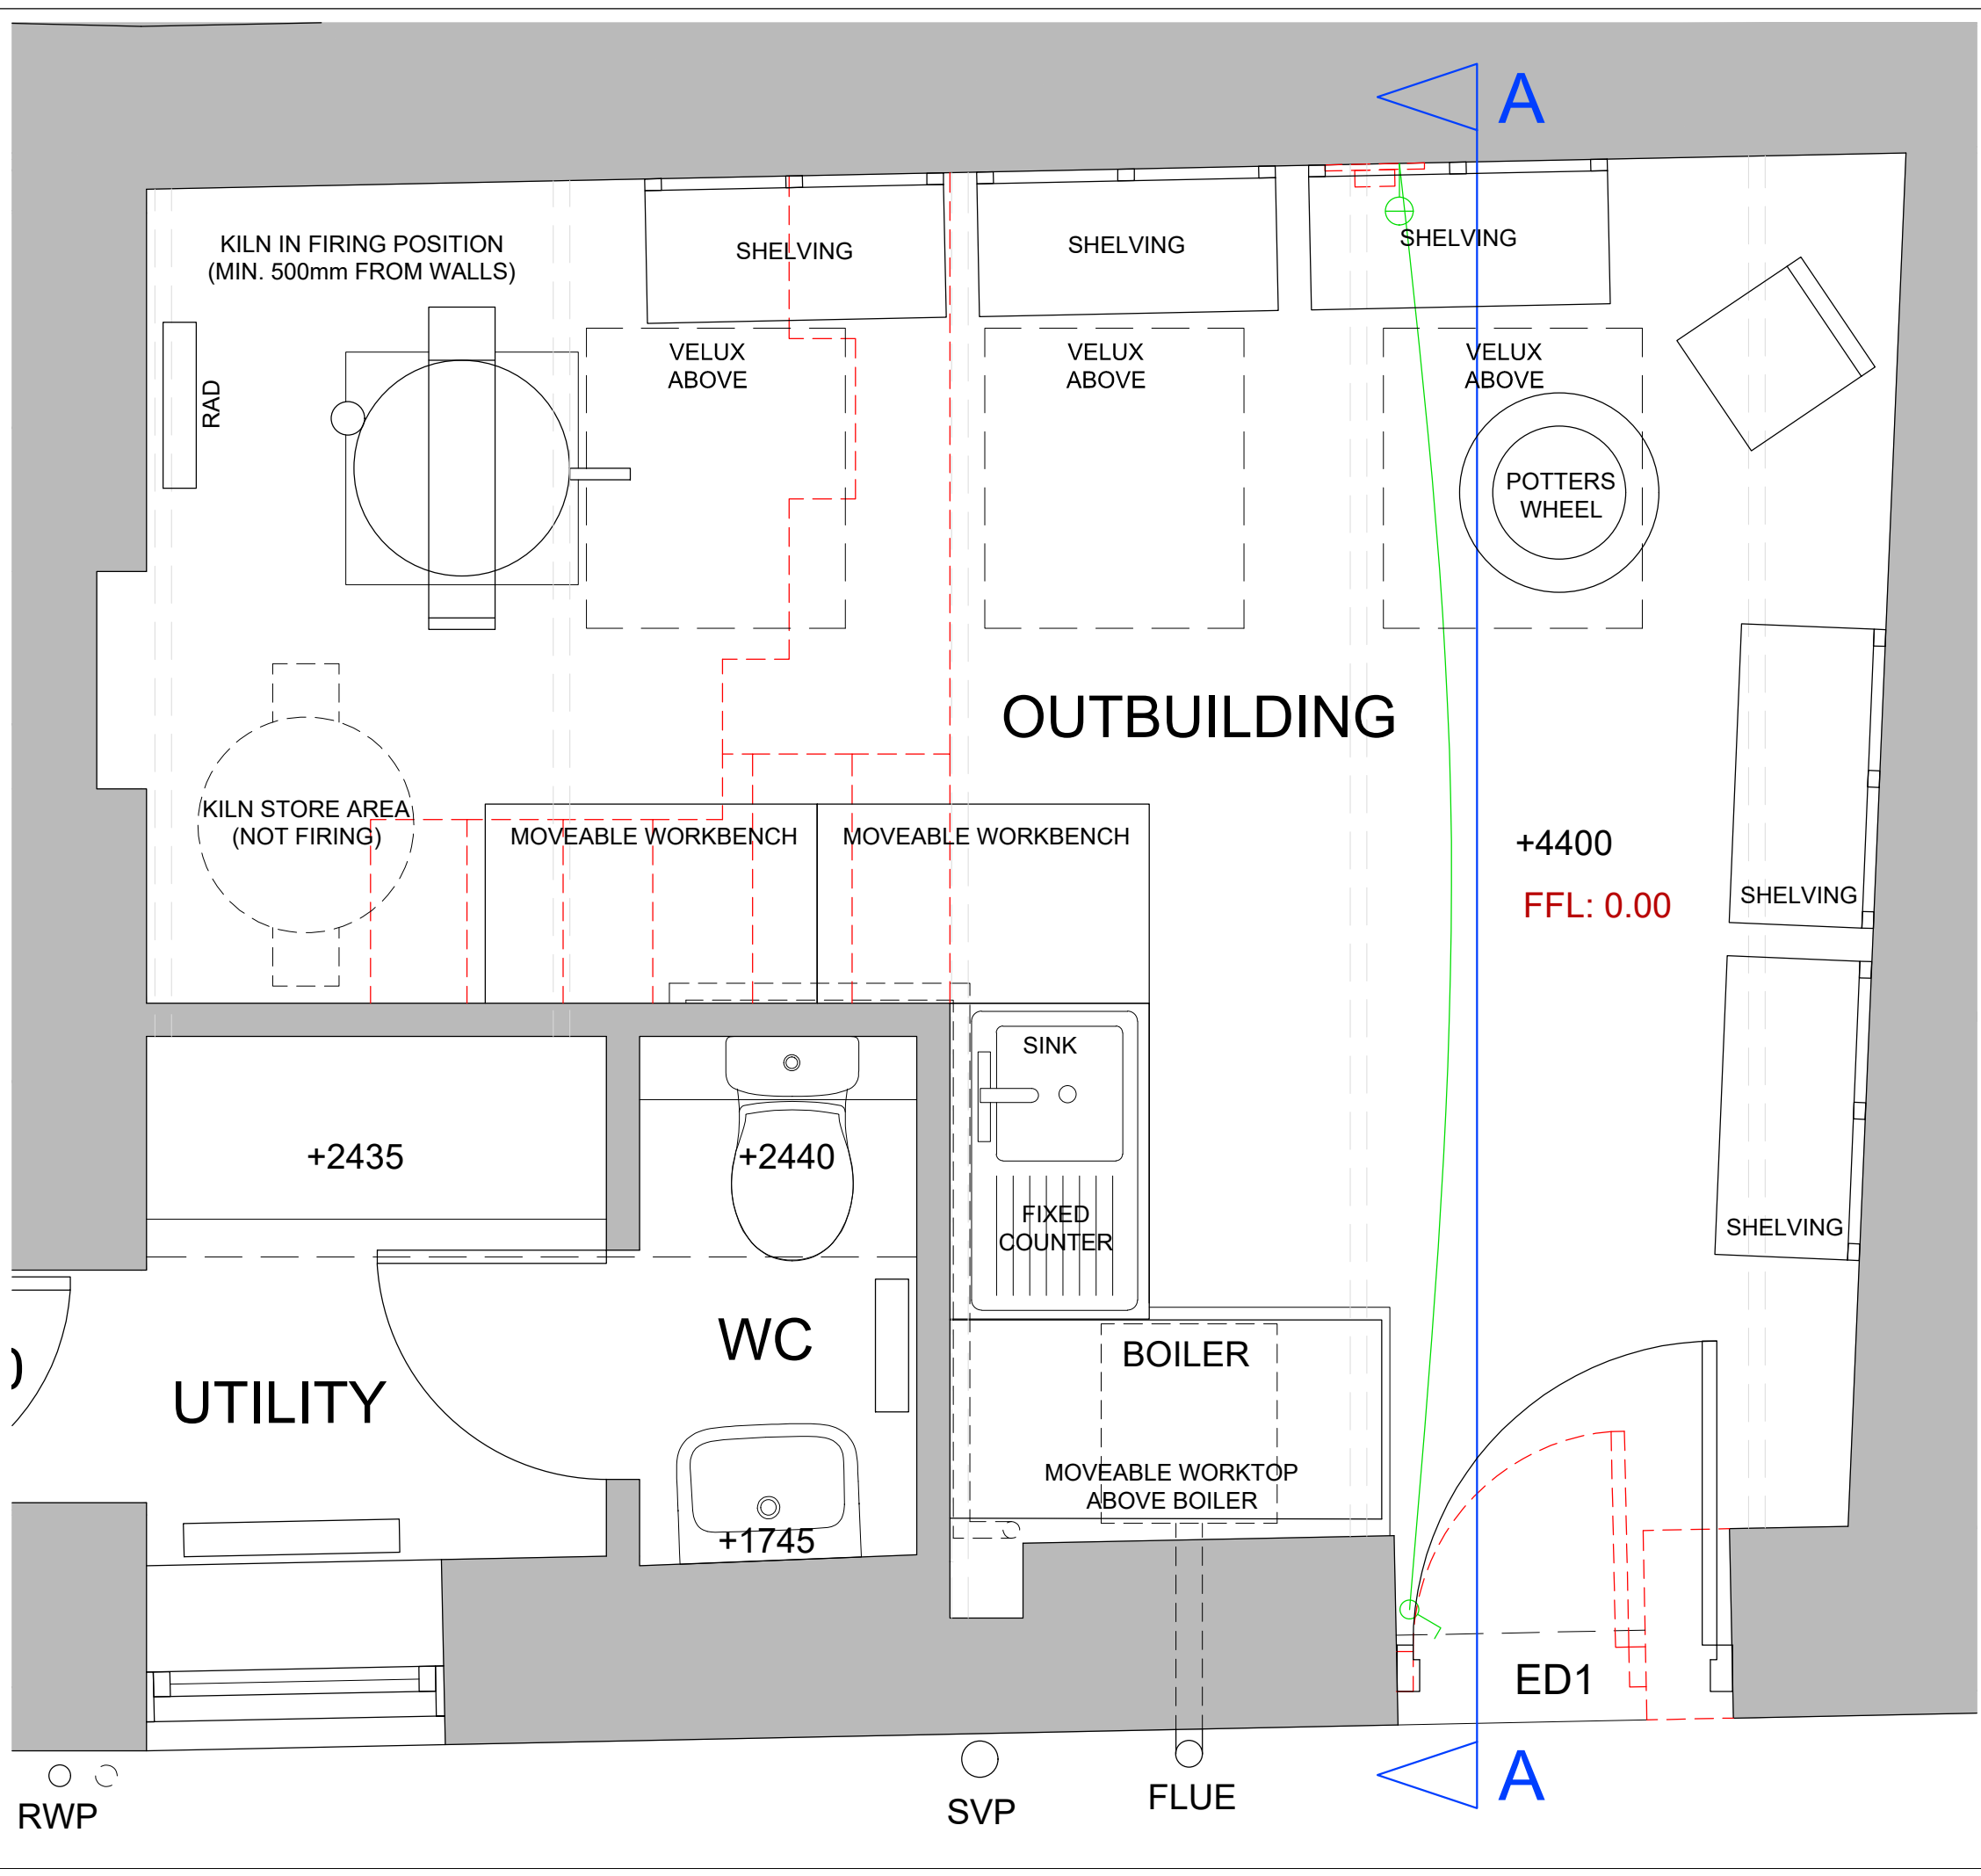 A
KILN IN FIRING POSITION
(MIN. 500mm FROM WALLS)
SHELVING
SHELVING
SHELVING
VELUX
ABOVE
VELUX
ABOVE
VELUX
ABOVE
RAD
POTTERS
WHEEL
OUTBUILDING
KILN STORE AREA
(NOT FIRING)
MOVEABLE WORKBENCH
MOVEABLE WORKBENCH
+4400
FFL: 0.00
SHELVING
SINK
+2435
+2440
FIXED
COUNTER
SHELVING
WC
BOILER
UTILITY
MOVEABLE WORKTOP
ABOVE BOILER
+1745
ED1
A
RWP
SVP
FLUE